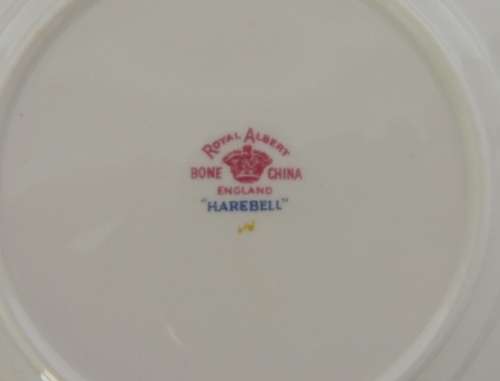 ROYAL ALBERT
BONE CHINA
ENGLAND
"HAREBELL"